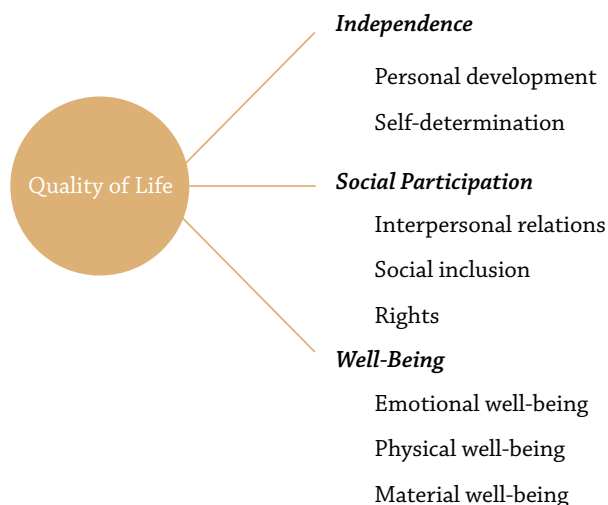 Independence
Personal development
Self-determination
Quality of Life
Social Participation
Interpersonal relations
Social inclusion
Rights
Well-Being
Emotional well-being
Physical well-being
Material well-being